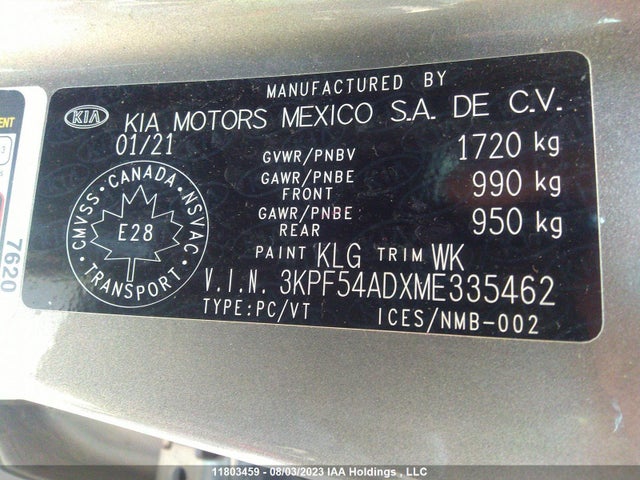 MANUFACTURED BY
KIA KIA MOTORS MEXICO S.A. DE C.V.
01/21
GVWR/PNBV 1720 kg
GAWR/PNBE FRONT 990 kg
GAWR/PNBE REAR 950 kg
PAINT KLG TRIM WK
V.I.N. 3KPF54ADXME335462
TYPE:PC/VT ICES/NMB-002
CMVSS · CANADA · NSVAC · TRANSPORT ·
E28
7620
11803459 - 08/03/2023 IAA Holdings , LLC